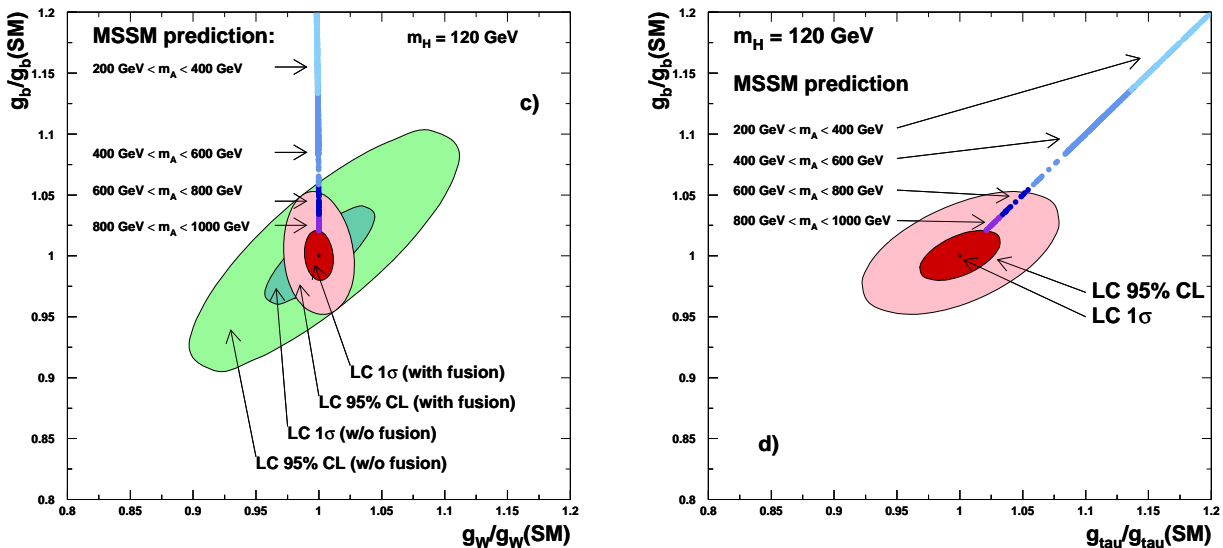 g_b/g_b(SM)
1.2
1.15
1.1
1.05
1
0.95
0.9
0.85
0.8
MSSM prediction:
m_H = 120 GeV
200 GeV < m_A < 400 GeV
c)
400 GeV < m_A < 600 GeV
600 GeV < m_A < 800 GeV
800 GeV < m_A < 1000 GeV
LC 1σ (with fusion)
LC 95% CL (with fusion)
LC 1σ (w/o fusion)
LC 95% CL (w/o fusion)
0.8 0.85 0.9 0.95 1 1.05 1.1 1.15 1.2
g_W/g_W(SM)
g_b/g_b(SM)
1.2
1.15
1.1
1.05
1
0.95
0.9
0.85
0.8
m_H = 120 GeV
MSSM prediction
200 GeV < m_A < 400 GeV
400 GeV < m_A < 600 GeV
600 GeV < m_A < 800 GeV
800 GeV < m_A < 1000 GeV
LC 95% CL
LC 1σ
d)
0.8 0.85 0.9 0.95 1 1.05 1.1 1.15 1.2
g_tau/g_tau(SM)